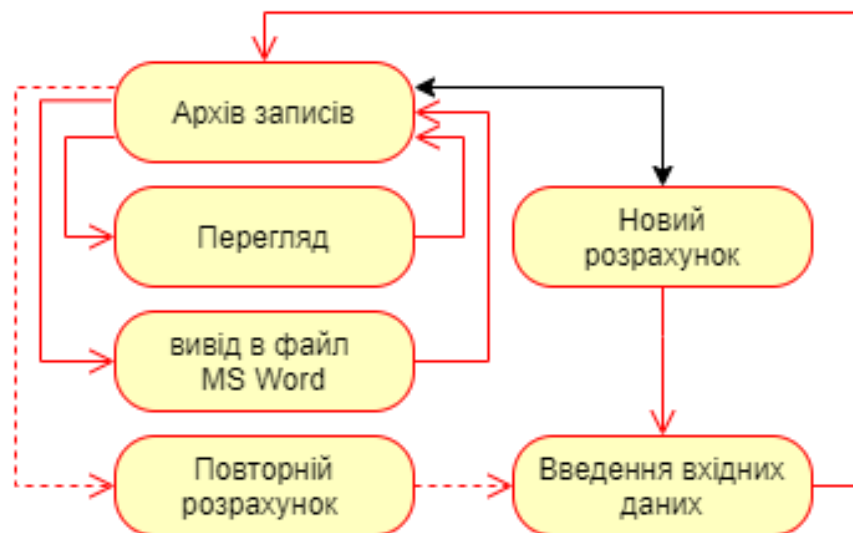 Архів записів
Перегляд
Новий
розрахунок
вивід в файл
MS Word
Повторній
розрахунок
Введення вхідних
даних